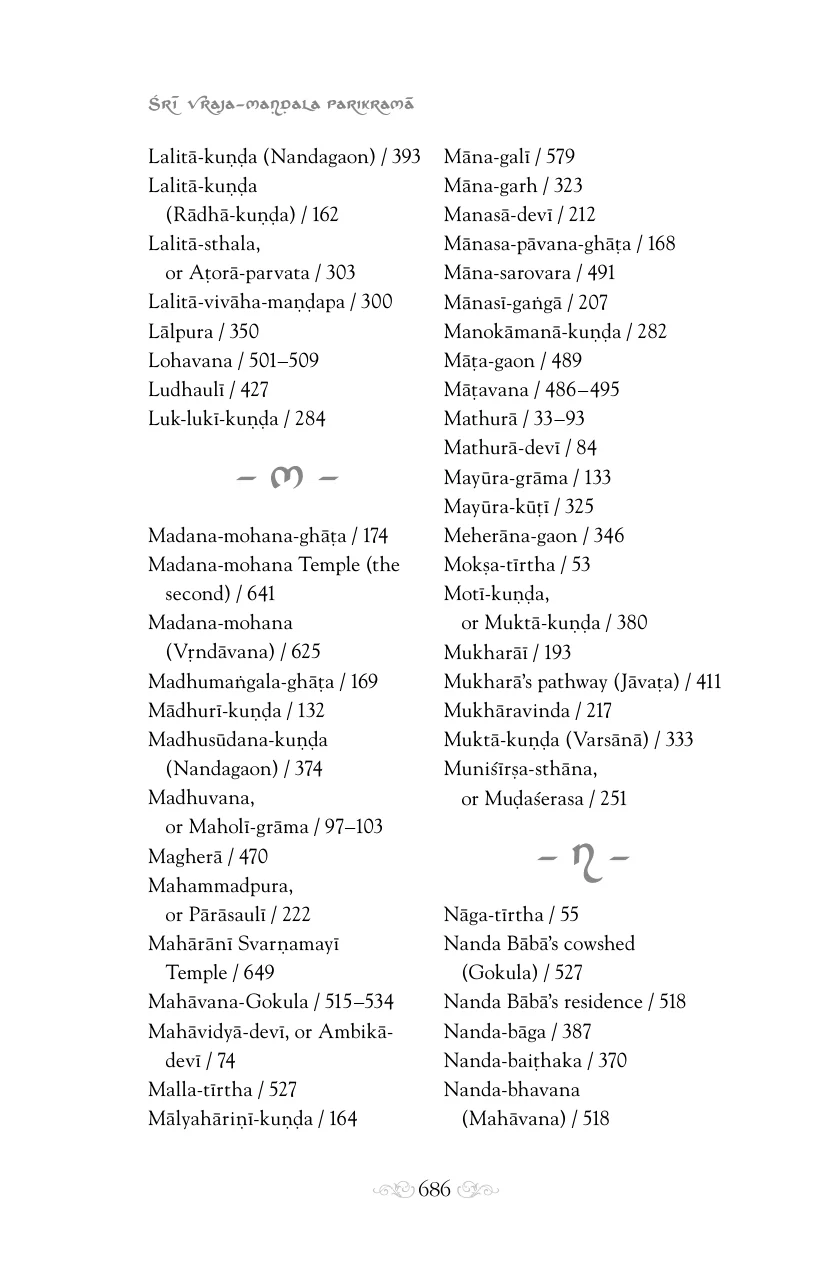 Śrī Vraja-maṇḍala Parikramā
Lalitā-kuṇḍa (Nandagaon) / 393
Lalitā-kuṇḍa
(Rādhā-kuṇḍa) / 162
Lalitā-sthala,
or Aṭorā-parvata / 303
Lalitā-vivāha-maṇḍapa / 300
Lālpura / 350
Lohavana / 501–509
Ludhaulī / 427
Luk-lukī-kuṇḍa / 284
– M –
Madana-mohana-ghāṭa / 174
Madana-mohana Temple (the
second) / 641
Madana-mohana
(Vṛndāvana) / 625
Madhumaṅgala-ghāṭa / 169
Mādhurī-kuṇḍa / 132
Madhusūdana-kuṇḍa
(Nandagaon) / 374
Madhuvana,
or Maholī-grāma / 97–103
Magherā / 470
Mahammadpura,
or Pārāsaulī / 222
Mahārānī Svarṇamayī
Temple / 649
Mahāvana-Gokula / 515–534
Mahāvidyā-devī, or Ambikā-
devī / 74
Malla-tīrtha / 527
Mālyahāriṇī-kuṇḍa / 164
Māna-galī / 579
Māna-garh / 323
Manasā-devī / 212
Mānasa-pāvana-ghāṭa / 168
Māna-sarovara / 491
Mānasī-gaṅgā / 207
Manokāmanā-kuṇḍa / 282
Māṭa-gaon / 489
Māṭavana / 486–495
Mathurā / 33–93
Mathurā-devī / 84
Mayūra-grāma / 133
Mayūra-kūṭī / 325
Meherāna-gaon / 346
Mokṣa-tīrtha / 53
Motī-kuṇḍa,
or Muktā-kuṇḍa / 380
Mukharāī / 193
Mukharā’s pathway (Jāvaṭa) / 411
Mukhāravinda / 217
Muktā-kuṇḍa (Varsānā) / 333
Muniśīrṣa-sthāna,
or Muḍaśerasa / 251
– N –
Nāga-tīrtha / 55
Nanda Bābā’s cowshed
(Gokula) / 527
Nanda Bābā’s residence / 518
Nanda-bāga / 387
Nanda-baiṭhaka / 370
Nanda-bhavana
(Mahāvana) / 518
686